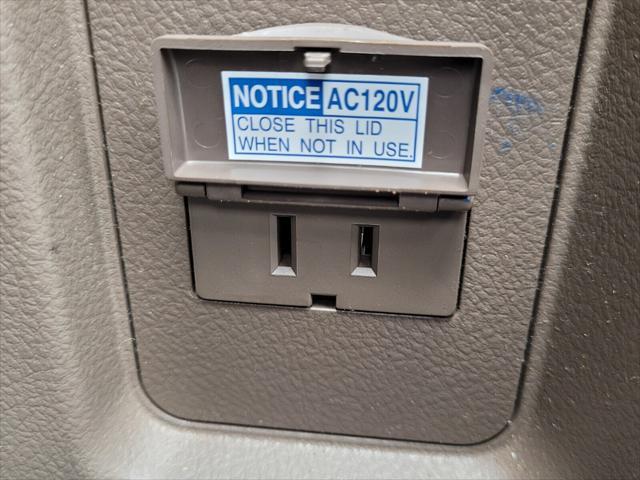 NOTICE AC120V
CLOSE THIS LID
WHEN NOT IN USE.